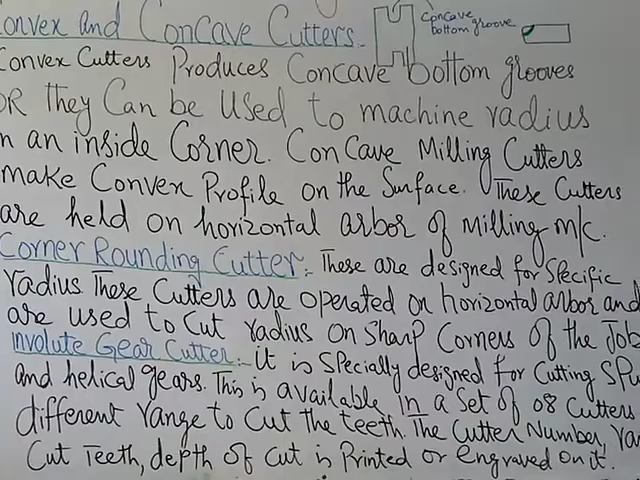 onvex and Concave Cutters.
Concave
bottom groove
Convex Cutters Produces Concave bottom grooves
OR they Can be Used to machine radius
n an inside Corner. Concave Milling Cutters
make Convex Profile on the Surface. These Cutters
are held on horizontal arbor of Milling m/c.
Corner Rounding Cutter:- These are designed for Specific
radius These Cutters are operated on horizontal arbor and
are used to Cut radius on Sharp Corners of the Job
Involute Gear Cutter:- it is Specially designed for Cutting Spu
and helical gears. This is available in a Set of 08 Cutters
different range to Cut the teeth. The Cutter Number, Ra
Cut Teeth, depth of Cut is Printed or engraved on it.